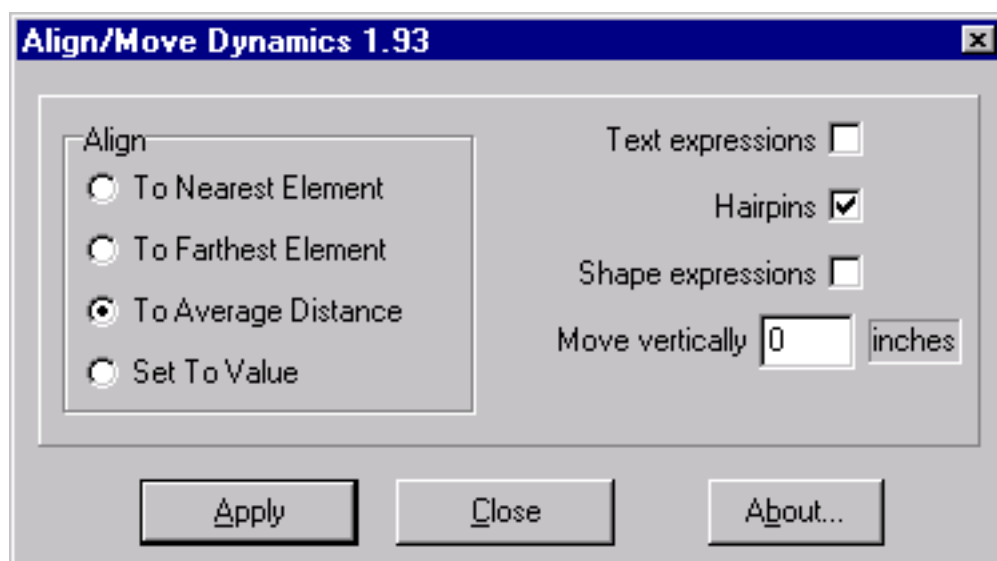 Align/Move Dynamics 1.93
Align
To Nearest Element
To Farthest Element
To Average Distance
Set To Value
Text expressions
Hairpins
Shape expressions
Move vertically 0 inches
Apply Close About...